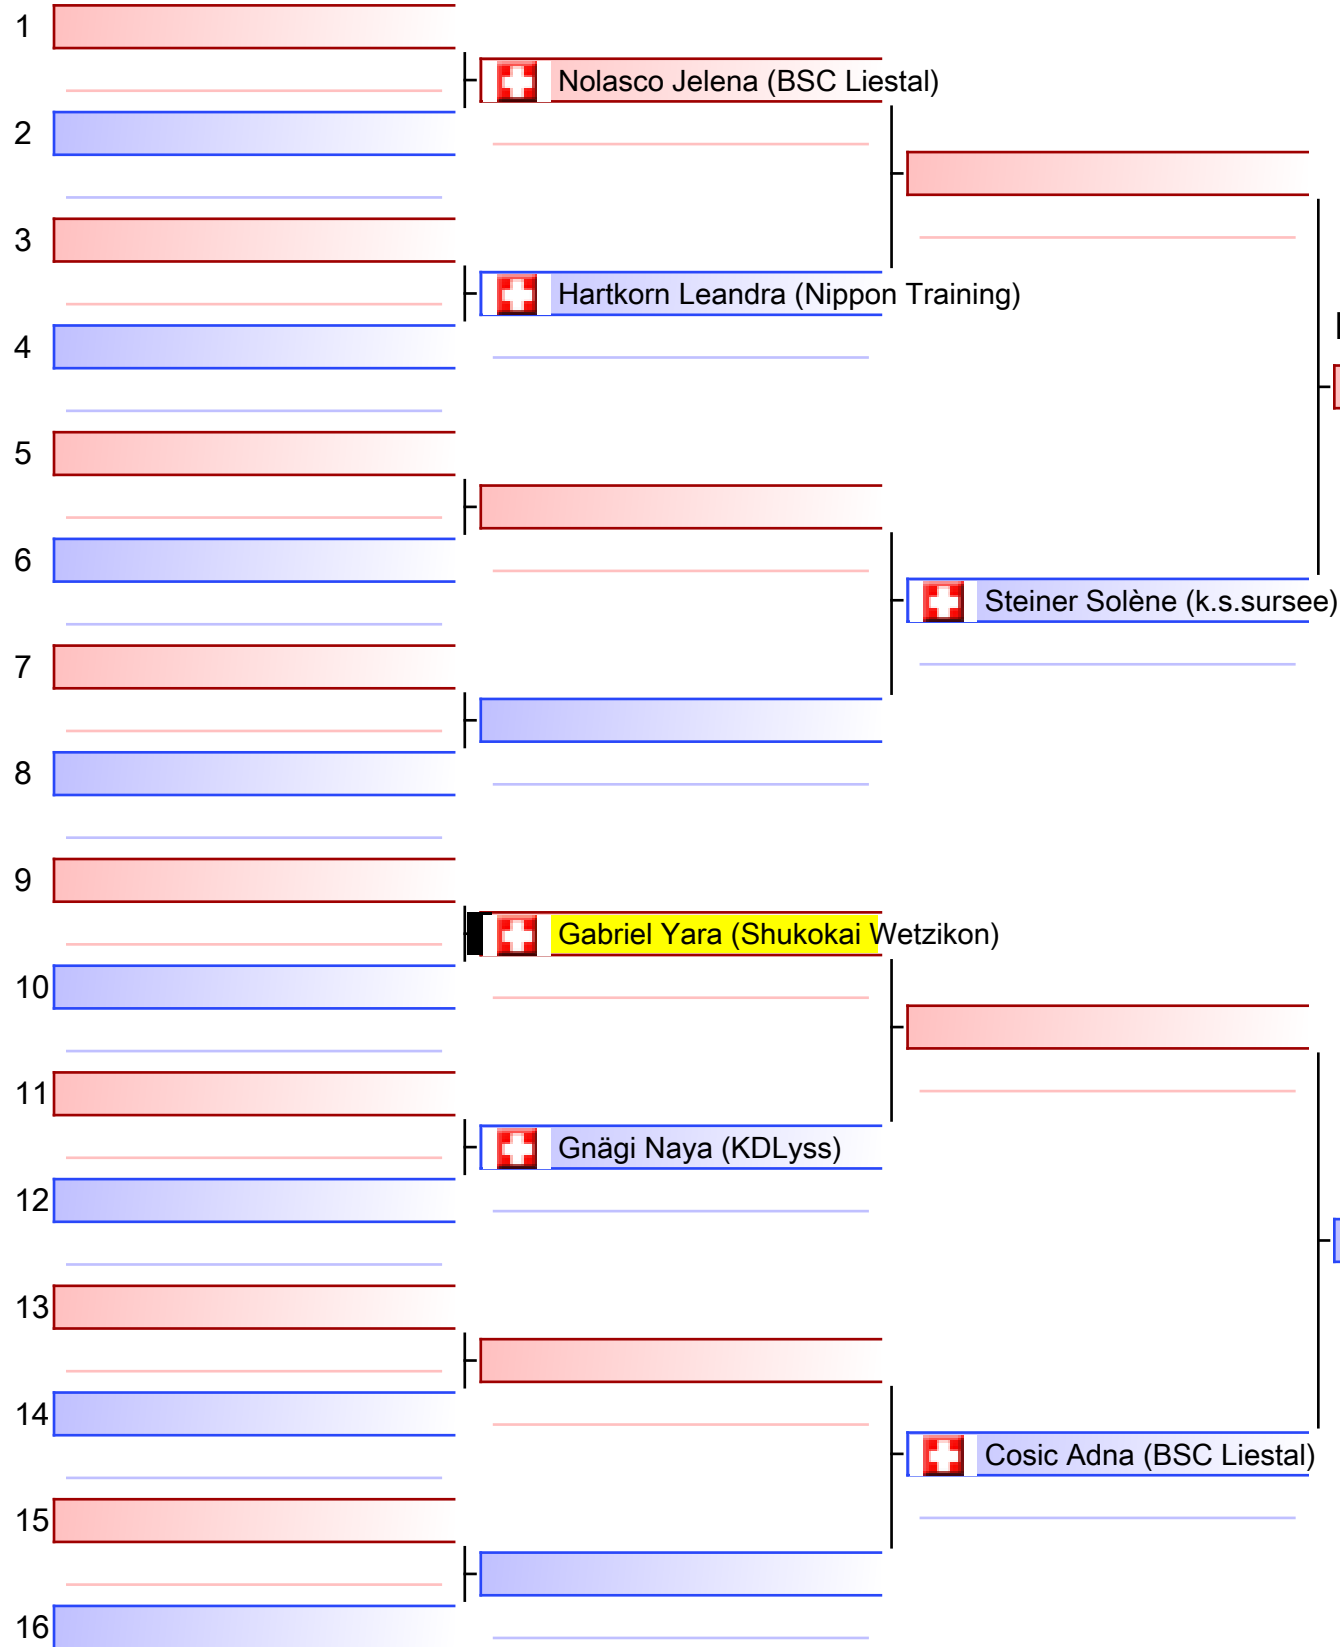 1
Nolasco Jelena (BSC Liestal)
2
3
Hartkorn Leandra (Nippon Training)
4
5
6
Steiner Solène (k.s.sursee)
7
8
9
Gabriel Yara (Shukokai Wetzikon)
10
11
Gnägi Naya (KDLyss)
12
13
14
Cosic Adna (BSC Liestal)
15
16